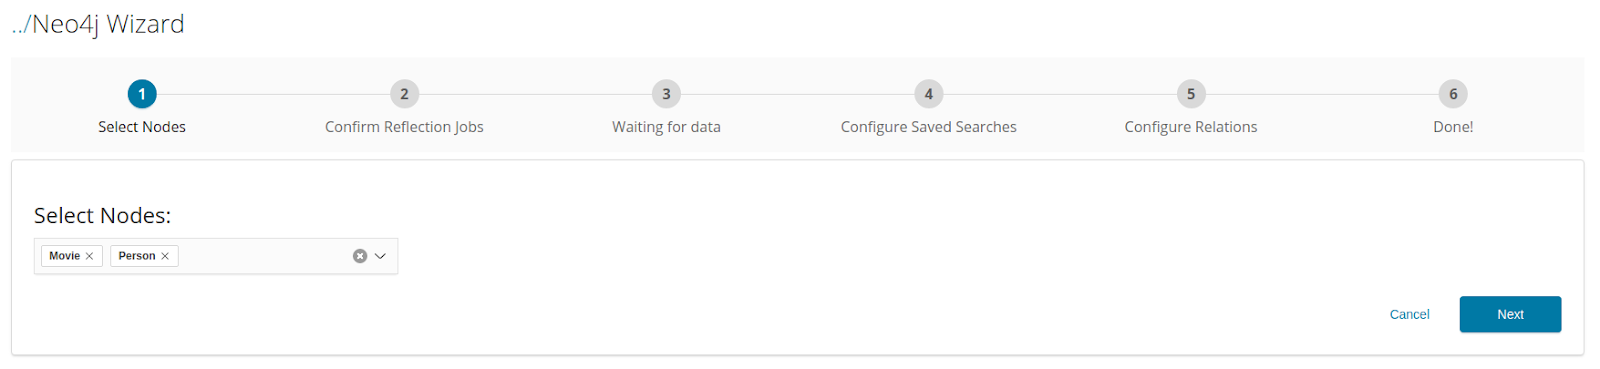 ../Neo4j Wizard
1 2 3 4 5 6
Select Nodes Confirm Reflection Jobs Waiting for data Configure Saved Searches Configure Relations Done!
Select Nodes:
Movie Person
Cancel Next